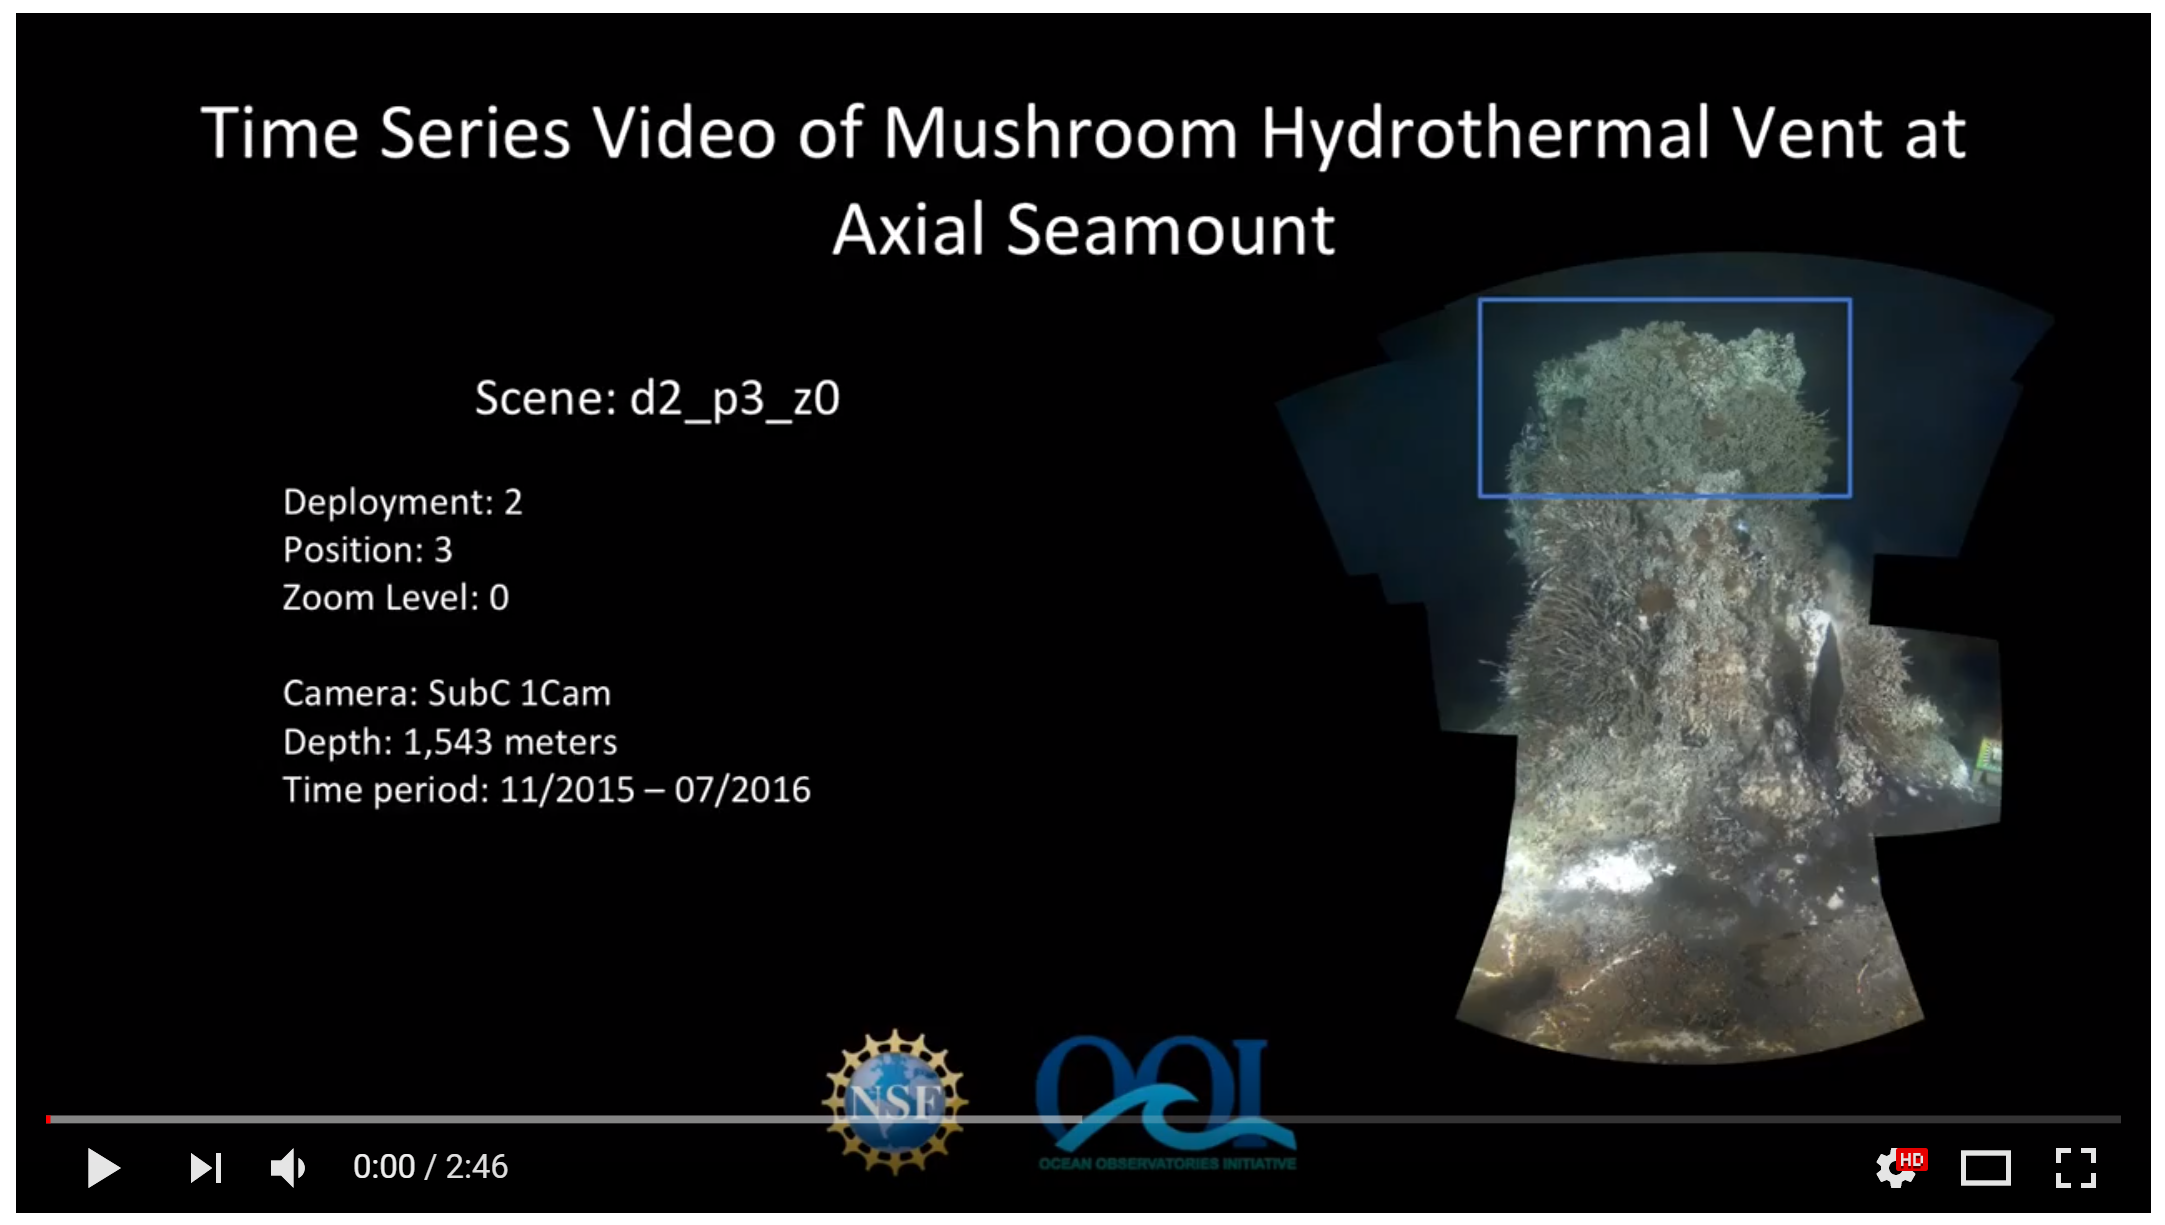 Time Series Video of Mushroom Hydrothermal Vent at
Axial Seamount
Scene: d2_p3_z0
Deployment: 2
Position: 3
Zoom Level: 0
Camera: SubC 1Cam
Depth: 1,543 meters
Time period: 11/2015 – 07/2016
NSF
OOI
OCEAN OBSERVATORIES INITIATIVE
0:00 / 2:46
HD